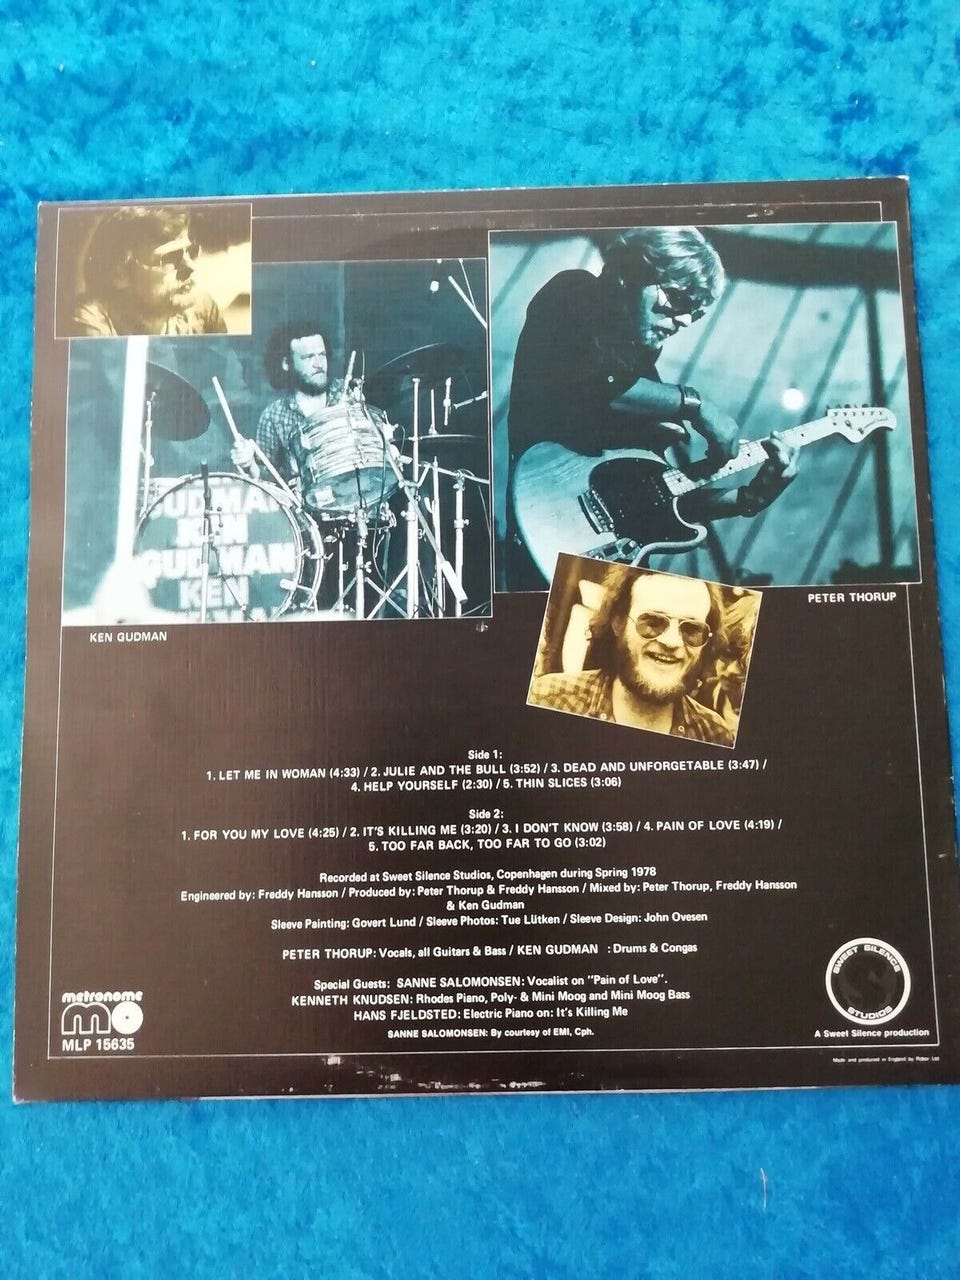 GUDMAN
KEN
GUDMAN
KEN
KEN GUDMAN
PETER THORUP
Side 1:
1. LET ME IN WOMAN (4:33) / 2. JULIE AND THE BULL (3:52) / 3. DEAD AND UNFORGETABLE (3:47) /
4. HELP YOURSELF (2:30) / 5. THIN SLICES (3:06)
Side 2:
1. FOR YOU MY LOVE (4:25) / 2. IT'S KILLING ME (3:20) / 3. I DON'T KNOW (3:58) / 4. PAIN OF LOVE (4:19) /
5. TOO FAR BACK, TOO FAR TO GO (3:02)
Recorded at Sweet Silence Studios, Copenhagen during Spring 1978
Engineered by: Freddy Hansson / Produced by: Peter Thorup & Freddy Hansson / Mixed by: Peter Thorup, Freddy Hansson
& Ken Gudman
Sleeve Painting: Govert Lund / Sleeve Photos: Tue Lütken / Sleeve Design: John Ovesen
PETER THORUP: Vocals, all Guitars & Bass / KEN GUDMAN : Drums & Congas
Special Guests: SANNE SALOMONSEN: Vocalist on "Pain of Love".
KENNETH KNUDSEN: Rhodes Piano, Poly- & Mini Moog and Mini Moog Bass
HANS FJELDSTED: Electric Piano on: It's Killing Me
SANNE SALOMONSEN: By courtesy of EMI, Cph.
metronome
MLP 15635
SWEET SILENCE
STUDIOS
A Sweet Silence production
Made and produced in England by Robor Ltd